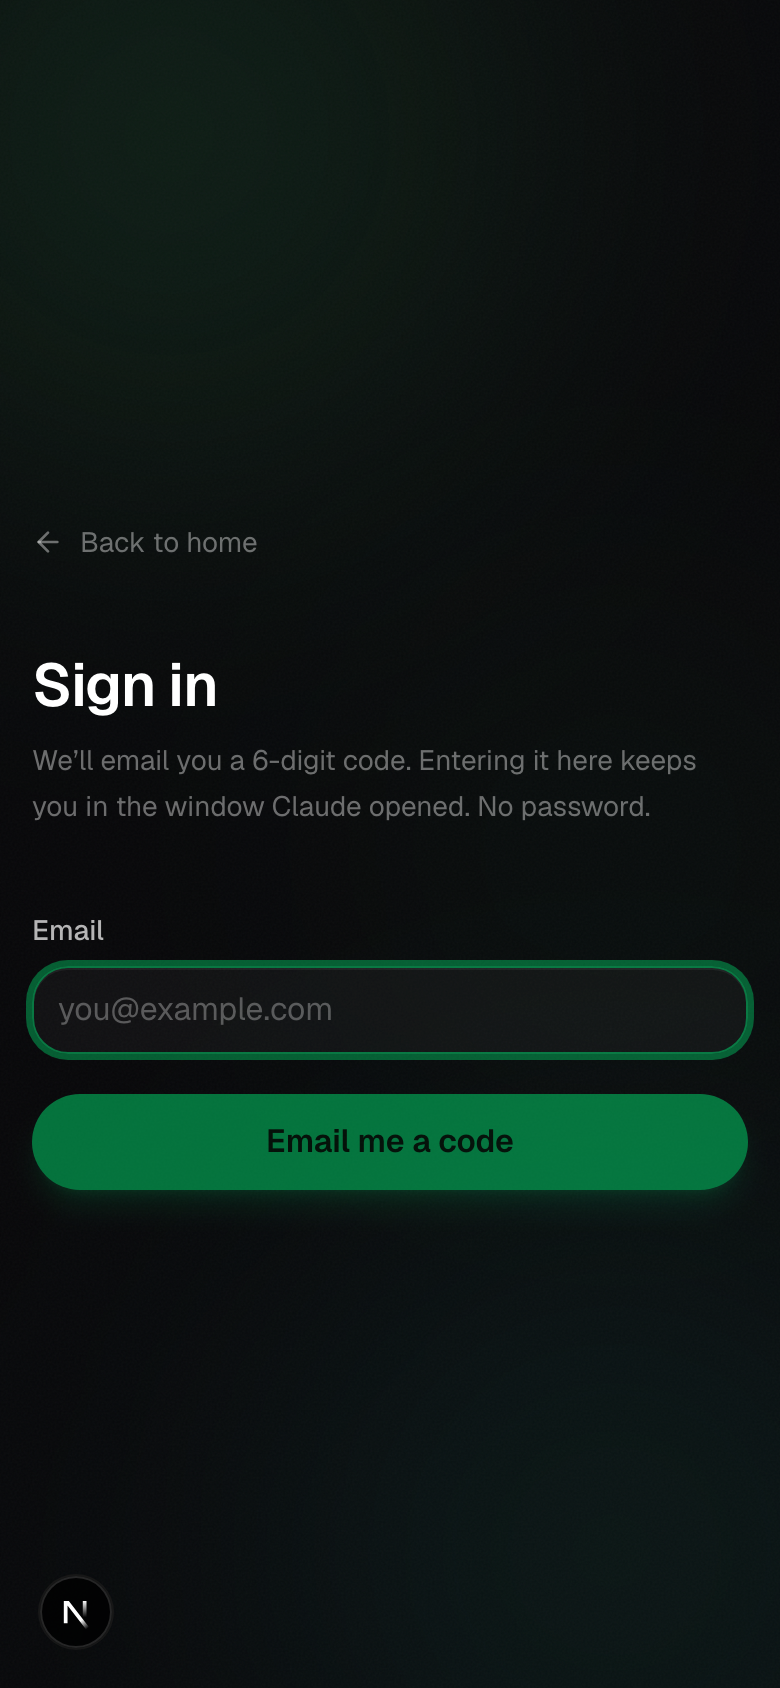 Back to home
Sign in
We’ll email you a 6-digit code. Entering it here keeps
you in the window Claude opened. No password.
Email
you@example.com
Email me a code
N